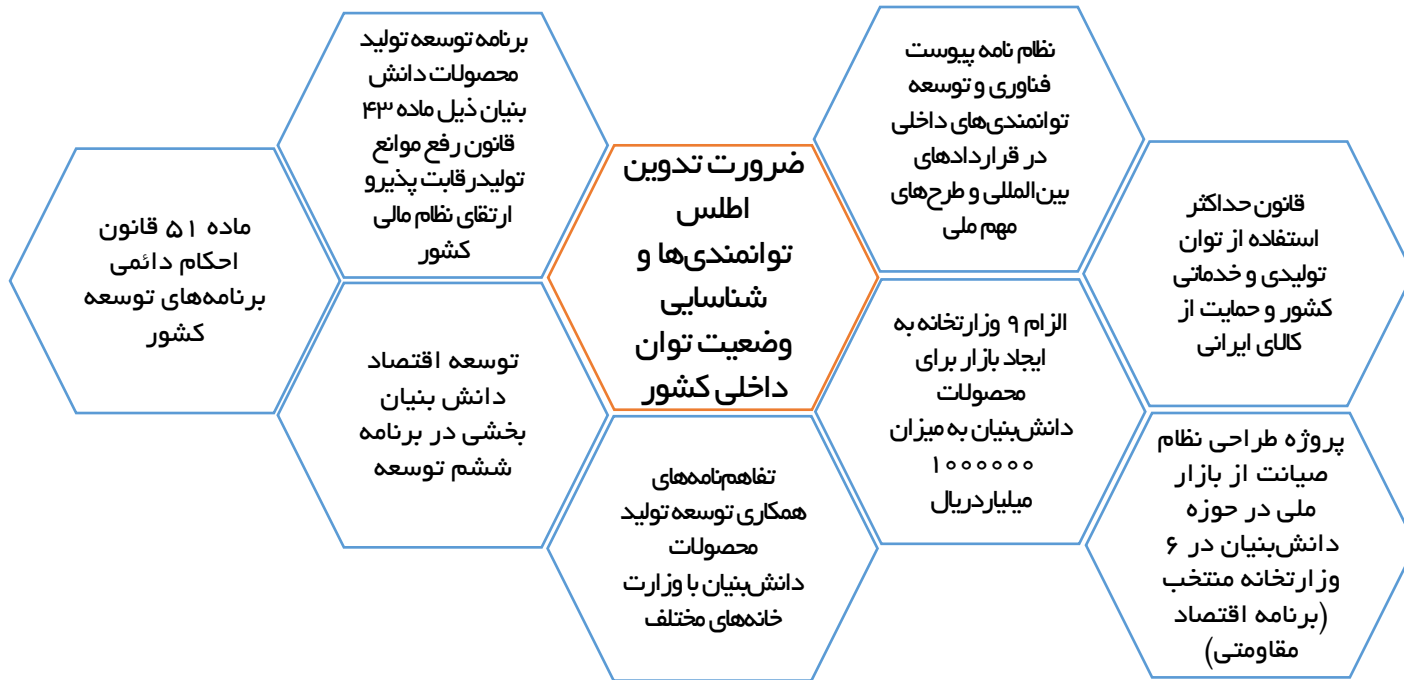 نظام نامه پیوست
فناوری و توسعه
توانمندی‌های داخلی
در قراردادهای
بین‌المللی و طرح‌های
مهم ملی
برنامه توسعه تولید
محصولات دانش
بنیان ذیل ماده ۴۳
قانون رفع موانع
تولیدرقابت پذیرو
ارتقای نظام مالی
کشور
قانون حداکثر
استفاده از توان
تولیدی و خدماتی
کشور و حمایت از
کالای ایرانی
ضرورت تدوین
اطلس
توانمندی‌ها و
شناسایی
وضعیت توان
داخلی کشور
ماده ۵۱ قانون
احکام دائمی
برنامه‌های توسعه
کشور
الزام ۹ وزارتخانه به
ایجاد بازار برای
محصولات
دانش‌بنیان به میزان
۱۰۰۰۰۰۰
میلیاردریال
توسعه اقتصاد
دانش بنیان
بخشی در برنامه
ششم توسعه
پروژه طراحی نظام
صیانت از بازار
ملی در حوزه
دانش‌بنیان در ۶
وزارتخانه منتخب
(برنامه اقتصاد
مقاومتی)
تفاهم‌نامه‌های
همکاری توسعه تولید
محصولات
دانش‌بنیان با وزارت
خانه‌های مختلف